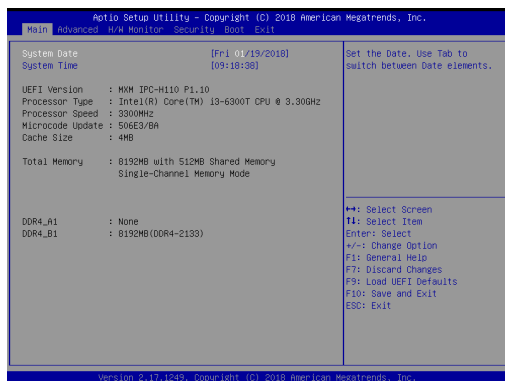 Aptio Setup Utility - Copyright (C) 2018 American Megatrends, Inc.
Main Advanced H/W Monitor Security Boot Exit
System Date [Fri 01/19/2018]
System Time [09:18:38]
UEFI Version : MXM IPC-H110 P1.10
Processor Type : Intel(R) Core(TM) i3-6300T CPU @ 3.30GHz
Processor Speed : 3300MHz
Microcode Update : 506E3/BA
Cache Size : 4MB
Total Memory : 8192MB with 512MB Shared Memory
Single-Channel Memory Mode
DDR4_A1 : None
DDR4_B1 : 8192MB(DDR4-2133)
Set the Date. Use Tab to
switch between Date elements.
↔: Select Screen
↑↓: Select Item
Enter: Select
+/-: Change Option
F1: General Help
F7: Discard Changes
F9: Load UEFI Defaults
F10: Save and Exit
ESC: Exit
Version 2.17.1249. Copyright (C) 2018 American Megatrends, Inc.